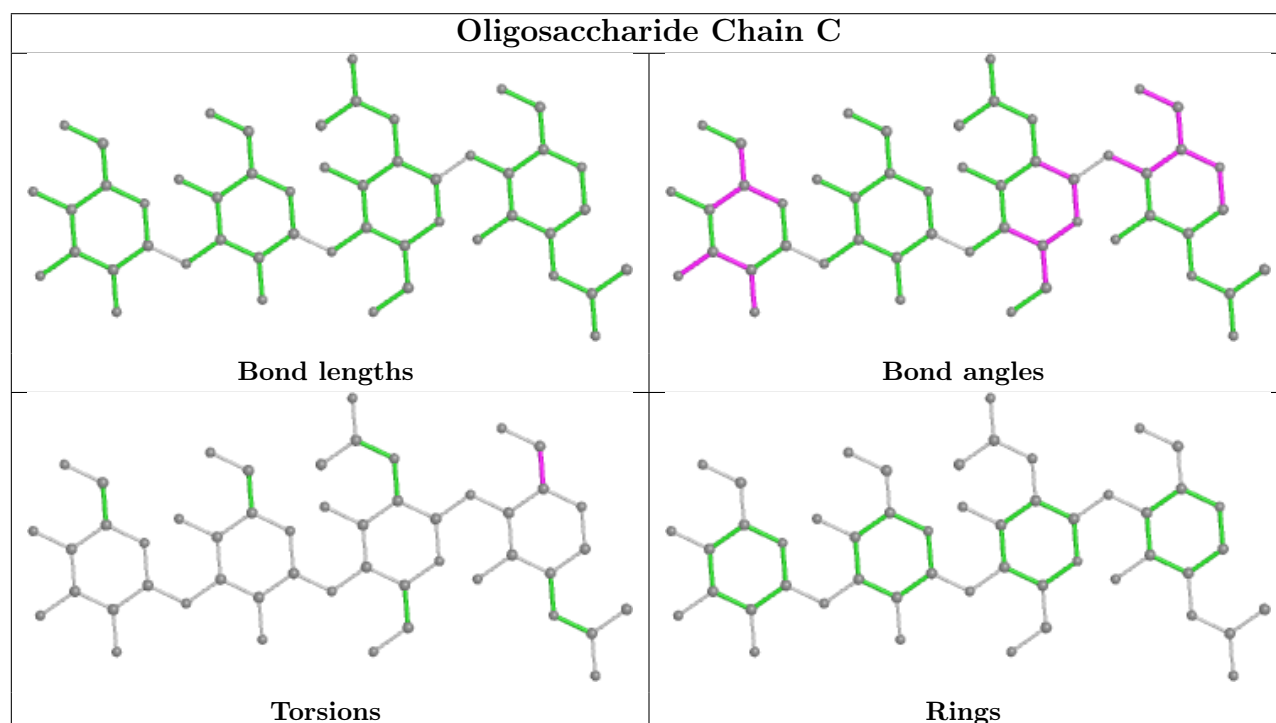 Oligosaccharide Chain C
Bond lengths
Bond angles
Torsions
Rings